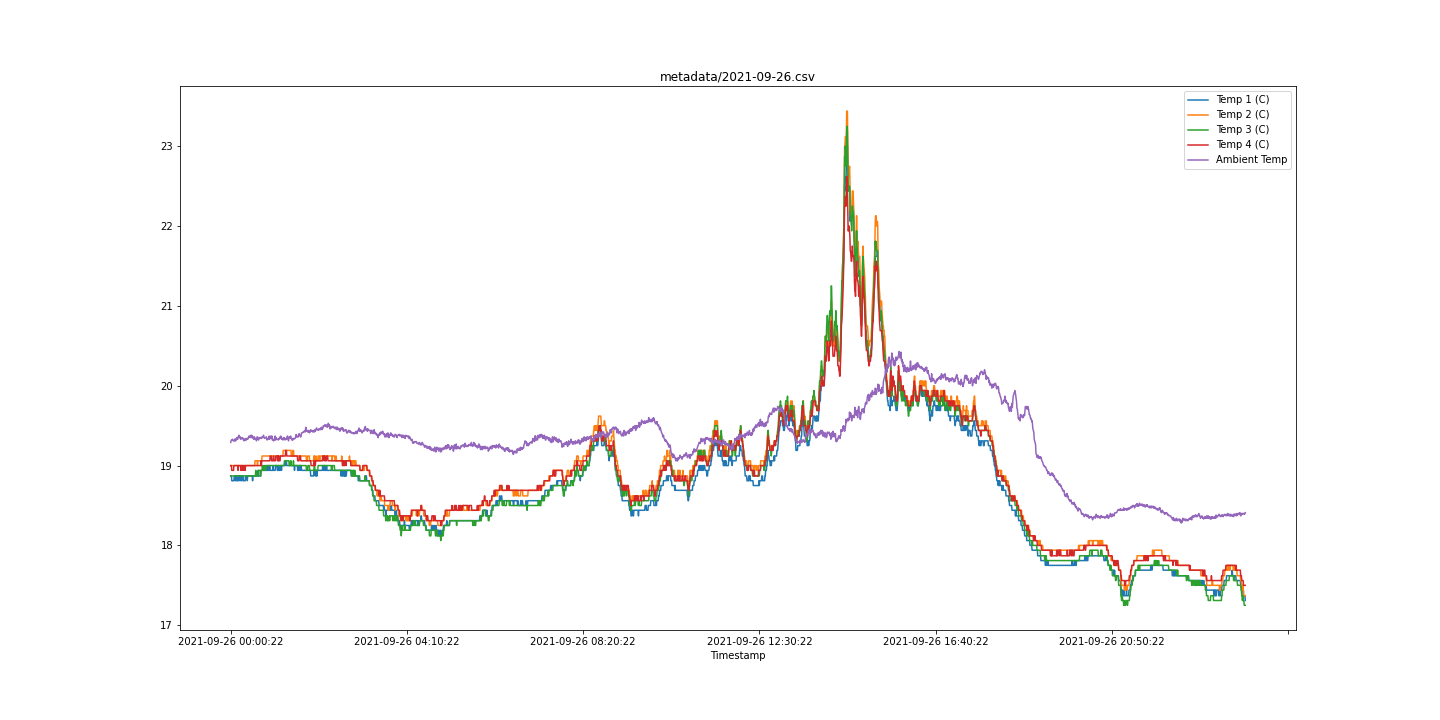 metadata/2021-09-26.csv
Temp 1 (C)
Temp 2 (C)
Temp 3 (C)
Temp 4 (C)
Ambient Temp
23
22
21
20
19
18
17
2021-09-26 00:00:22 2021-09-26 04:10:22 2021-09-26 08:20:22 2021-09-26 12:30:22 2021-09-26 16:40:22 2021-09-26 20:50:22
Timestamp